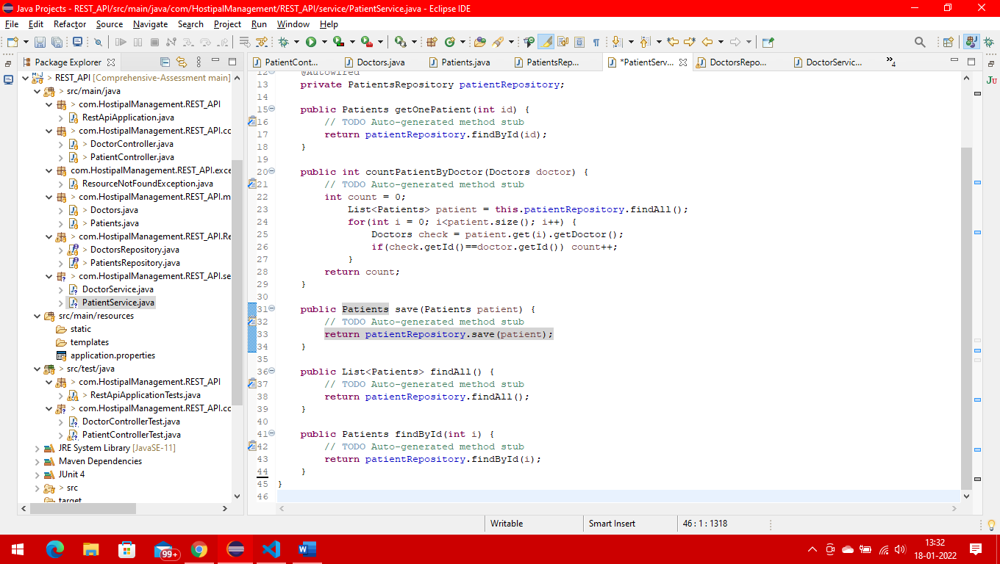 Java Projects - REST_API/src/main/java/com/HostipalManagement/REST_API/service/PatientService.java - Eclipse IDE
File Edit Refactor Source Navigate Search Project Run Window Help
Package Explorer
REST_API [Comprehensive-Assessment main]
> src/main/java
> com.HostipalManagement.REST_API
> RestApiApplication.java
> com.HostipalManagement.REST_API.co
> DoctorController.java
> PatientController.java
com.HostipalManagement.REST_API.exce
ResourceNotFoundException.java
> com.HostipalManagement.REST_API.m
> Doctors.java
> Patients.java
> com.HostipalManagement.REST_API.Re
> DoctorsRepository.java
> PatientsRepository.java
> com.HostipalManagement.REST_API.se
DoctorService.java
PatientService.java
src/main/resources
static
templates
application.properties
> src/test/java
> com.HostipalManagement.REST_API
> RestApiApplicationTests.java
> com.HostipalManagement.REST_API.cc
DoctorControllerTest.java
PatientControllerTest.java
JRE System Library [JavaSE-11]
Maven Dependencies
JUnit 4
> src
target
PatientCont... Doctors.java Patients.java PatientsRep... *PatientServ... DoctorsRepo... DoctorServic... »4
12 @Autowired
13 private PatientsRepository patientRepository;
14
15 public Patients getOnePatient(int id) {
16 // TODO Auto-generated method stub
17 return patientRepository.findById(id);
18 }
19
20 public int countPatientByDoctor(Doctors doctor) {
21 // TODO Auto-generated method stub
22 int count = 0;
23 List<Patients> patient = this.patientRepository.findAll();
24 for(int i = 0; i<patient.size(); i++) {
25 Doctors check = patient.get(i).getDoctor();
26 if(check.getId()==doctor.getId()) count++;
27 }
28 return count;
29 }
30
31 public Patients save(Patients patient) {
32 // TODO Auto-generated method stub
33 return patientRepository.save(patient);
34 }
35
36 public List<Patients> findAll() {
37 // TODO Auto-generated method stub
38 return patientRepository.findAll();
39 }
40
41 public Patients findById(int i) {
42 // TODO Auto-generated method stub
43 return patientRepository.findById(i);
44 }
45 }
46
Ju
Writable Smart Insert 46 : 1 : 1318
99+
13:32
18-01-2022